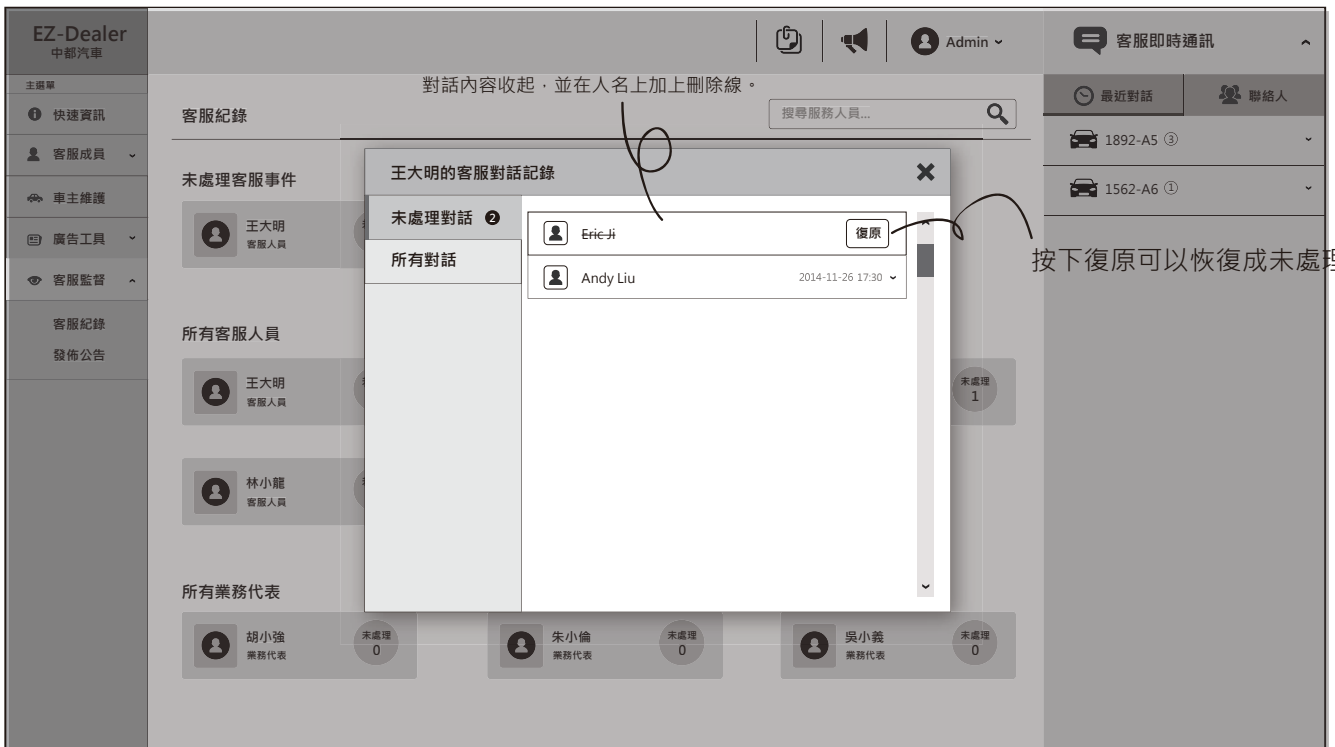 EZ-Dealer
中都汽車
主選單
快速資訊
客服成員
車主維護
廣告工具
客服監督
客服紀錄
發佈公告
Admin
對話內容收起，並在人名上加上刪除線。
客服紀錄
搜尋服務人員...
未處理客服事件
王大明
客服人員
所有客服人員
王大明
客服人員
未處理
1
林小龍
客服人員
所有業務代表
胡小強
業務代表
未處理
0
朱小倫
業務代表
未處理
0
吳小義
業務代表
未處理
0
王大明的客服對話記錄
未處理對話 2
所有對話
Eric Ji
復原
Andy Liu
2014-11-26 17:30
按下復原可以恢復成未處理
客服即時通訊
最近對話
聯絡人
1892-A5 ③
1562-A6 ①